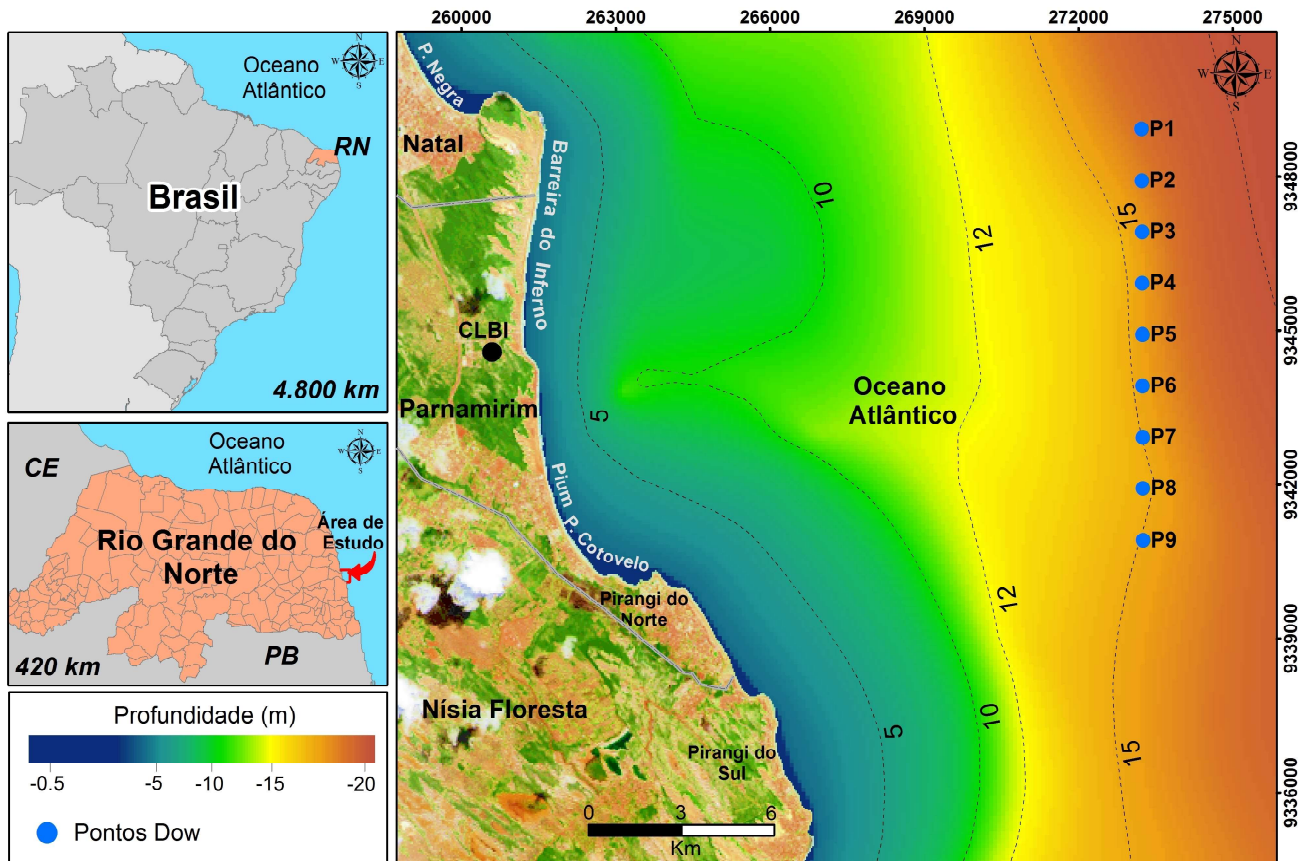 260000
263000
266000
269000
272000
275000
Oceano
Atlântico
N
W
E
S
RN
Brasil
4.800 km
CE
Oceano
Atlântico
N
W
E
S
Área de
Estudo
Rio Grande do
Norte
PB
420 km
Profundidade (m)
-0.5
-5
-10
-15
-20
Pontos Dow
P. Negra
Natal
Barreira do Inferno
CLBI
Parnamirim
Pium
P. Cotovelo
Pirangi do
Norte
Nísia Floresta
Pirangi do
Sul
0
3
6
Km
5
10
12
15
Oceano
Atlântico
5
10
12
15
N
W
E
S
P1
P2
P3
P4
P5
P6
P7
P8
P9
9348000
9345000
9342000
9339000
9336000